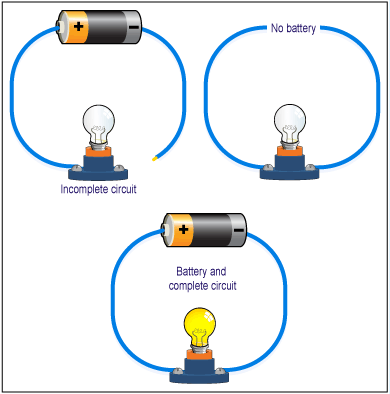 + −
Incomplete circuit
No battery
+ −
Battery and
complete circuit